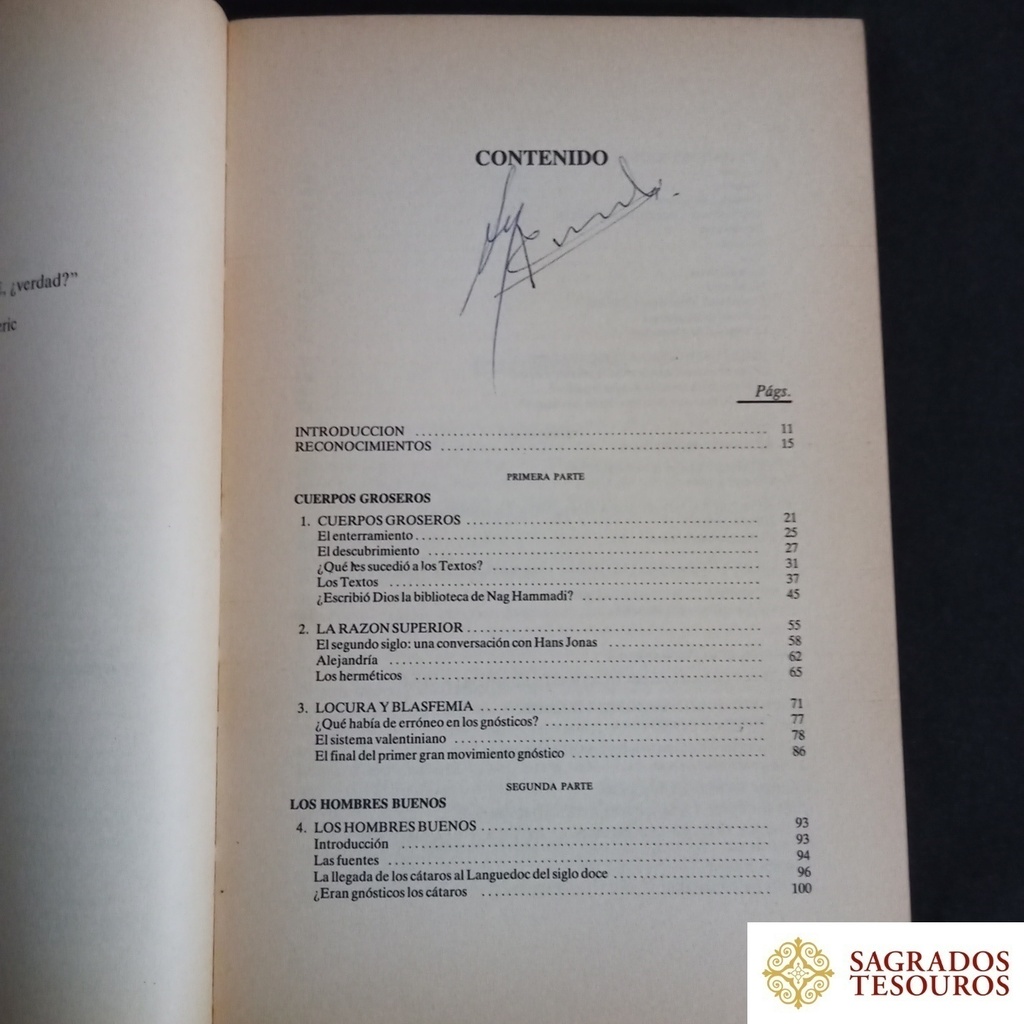 ¿verdad?”
CONTENIDO
Págs.
INTRODUCCION ........ 11
RECONOCIMIENTOS ........ 15
PRIMERA PARTE
CUERPOS GROSEROS
1. CUERPOS GROSEROS ........ 21
El enterramiento ........ 25
El descubrimiento ........ 27
¿Qué les sucedió a los Textos? ........ 31
Los Textos ........ 37
¿Escribió Dios la biblioteca de Nag Hammadi? ........ 45
2. LA RAZON SUPERIOR ........ 55
El segundo siglo: una conversación con Hans Jonas 58
Alejandría ........ 62
Los herméticos ........ 65
3. LOCURA Y BLASFEMIA ........ 71
¿Qué había de erróneo en los gnósticos? ........ 77
El sistema valentiniano ........ 78
El final del primer gran movimiento gnóstico ........ 86
SEGUNDA PARTE
LOS HOMBRES BUENOS
4. LOS HOMBRES BUENOS ........ 93
Introducción ........ 93
Las fuentes ........ 94
La llegada de los cátaros al Languedoc del siglo doce ........ 96
¿Eran gnósticos los cátaros ........ 100
SAGRADOS
TESOUROS